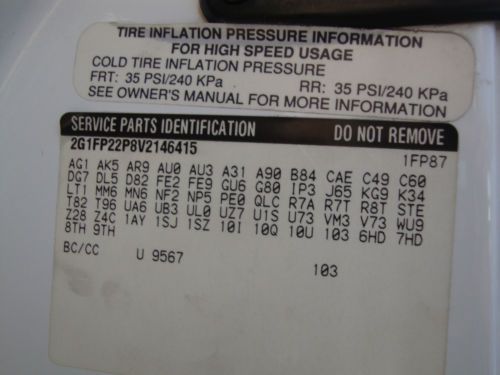 TIRE INFLATION PRESSURE INFORMATION
FOR HIGH SPEED USAGE
COLD TIRE INFLATION PRESSURE
FRT: 35 PSI/240 KPa RR: 35 PSI/240 KPa
SEE OWNER'S MANUAL FOR MORE INFORMATION
SERVICE PARTS IDENTIFICATION DO NOT REMOVE
2G1FP22P8V2146415 1FP87
AG1 AK5 AR9 AU0 AU3 A31 A90 B84 CAE C49 C60
DG7 DL5 D82 FE2 FE9 GU6 G80 IP3 J65 KG9 K34
LT1 MM6 MN6 NF2 NP5 PE0 QLC R7A R7T R8T STE
T82 T96 UA6 UB3 UL0 UZ7 U1S U73 VM3 V73 WU9
Z28 Z4C 1AY 1SJ 1SZ 10I 10Q 10U 103 6HD 7HD
8TH 9TH
BC/CC U 9567
103